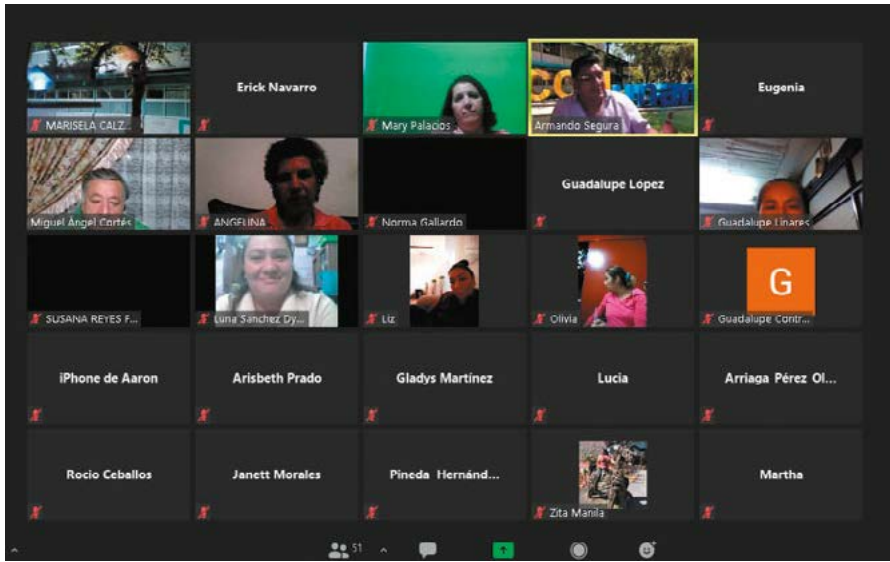 MARISELA CALZ...
Erick Navarro
Mary Palacios
Armando Segura
Eugenia
Miguel Ángel Cortés
ANGELINA
Norma Gallardo
Guadalupe López
Guadalupe Linares
SUSANA REYES F...
Luna Sanchez Dy...
Liz
Olivia
G
Guadalupe Contr...
iPhone de Aaron
Arisbeth Prado
Gladys Martínez
Lucia
Arriaga Pérez Ol...
Rocio Ceballos
Janett Morales
Pineda Hernánd...
Zita Manila
Martha
51